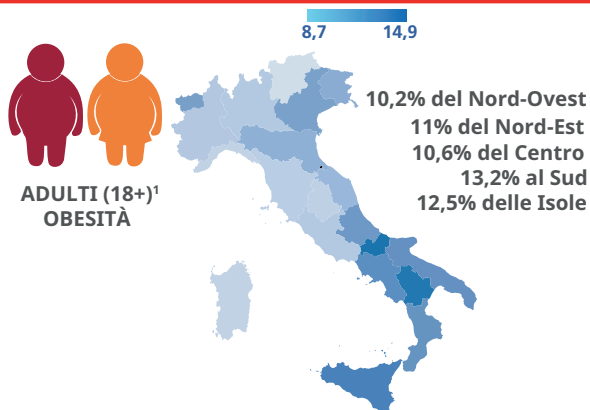 8,7 14,9
10,2% del Nord-Ovest
11% del Nord-Est
10,6% del Centro
13,2% al Sud
12,5% delle Isole
ADULTI (18+)¹
OBESITÀ